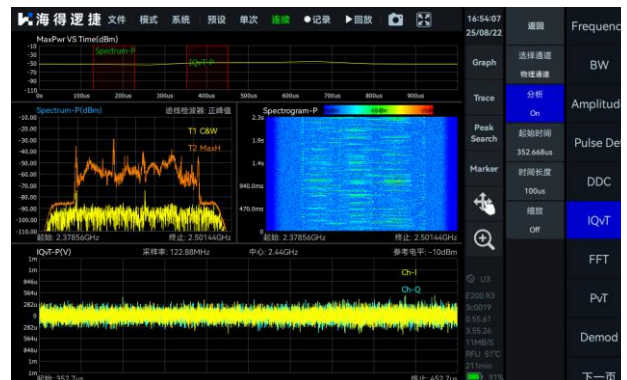 海得逻捷 文件 模式 系统 预设 单次 连续 ●记录 ▶回放
16:54:07
25/08/22
MaxPwr VS Time(dBm)
-10
-30
-50
-70
-90
-110
Spectrum-P
IQvT-P
0s 100us 200us 300us 400us 500us 600us 700us 800us 900us
Spectrum-P(dBm) 迹线检波器: 正峰值
-10.00
-20.00
-30.00
-40.00
-50.00
-60.00
-70.00
-80.00
-90.00
-100.00
-110.00
T1 C&W
T2 MaxH
起始: 2.37856GHz 终止: 2.50144GHz
Spectrogram-P
2.3s
1.9s
1.4s
940.0ms
470.0ms
0
起始: 2.37856GHz 终止: 2.50144GHz
IQvT-P(V) 采样率: 122.88MHz 中心: 2.44GHz 参考电平: -10dBm
1m
1m
846u
564u
282u
0
282u
564u
846u
1m
1m
Ch-I
Ch-Q
起始: 352.7us 终止: 452.7us
Graph
Trace
Peak
Search
Marker
U3
E200 R3
3c0019
0.55.61
3.55.26
11MB/S
RFU: 51℃
211min
91%
返回
选择通道
物理通道
分析
On
起始时间
352.668us
时间长度
100us
缩放
Off
Frequenc
BW
Amplitud
Pulse De
DDC
IQvT
FFT
PvT
Demod
下一页